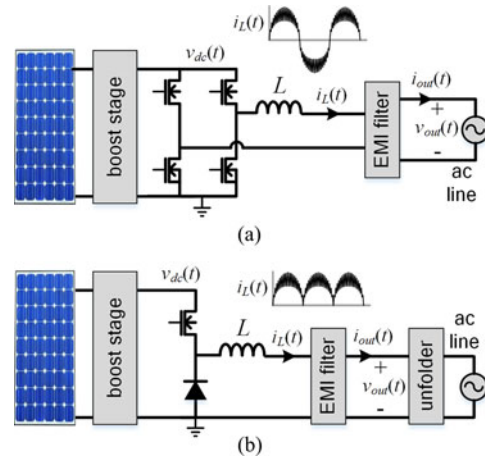 i_L(t)
v_dc(t)
boost stage
L
i_L(t)
EMI filter
i_out(t)
+
v_out(t)
-
ac
line
(a)
v_dc(t)
i_L(t)
ac line
boost stage
L
i_L(t)
EMI filter
i_out(t)
+
v_out(t)
-
unfolder
(b)